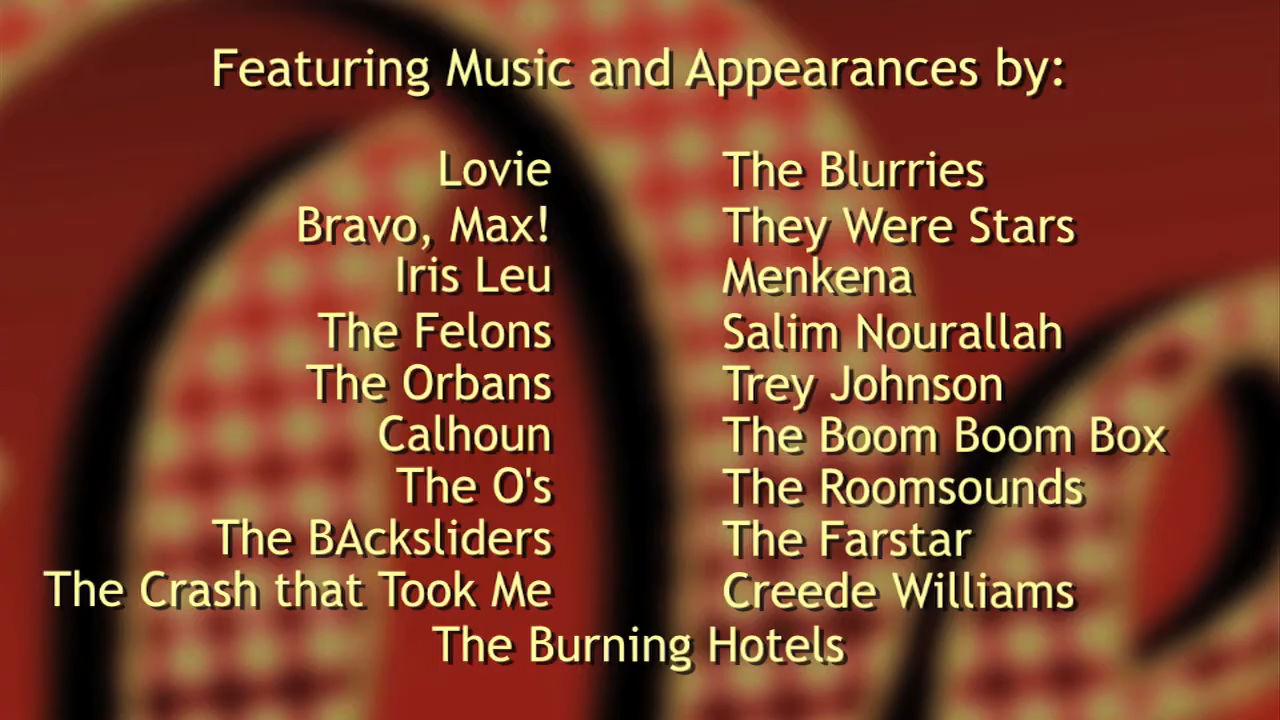 Featuring Music and Appearances by:
Lovie
Bravo, Max!
Iris Leu
The Felons
The Orbans
Calhoun
The O's
The BAcksliders
The Crash that Took Me
The Blurries
They Were Stars
Menkena
Salim Nourallah
Trey Johnson
The Boom Boom Box
The Roomsounds
The Farstar
Creede Williams
The Burning Hotels